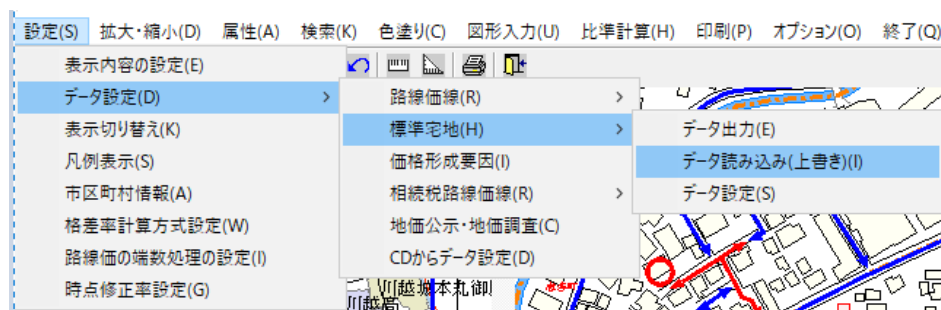 設定(S) 拡大・縮小(D) 属性(A) 検索(K) 色塗り(C) 図形入力(U) 比準計算(H) 印刷(P) オプション(O) 終了(Q)
表示内容の設定(E)
データ設定(D)
表示切り替え(K)
凡例表示(S)
市区町村情報(A)
格差率計算方式設定(W)
路線価の端数処理の設定(I)
時点修正率設定(G)
路線価線(R)
標準宅地(H)
価格形成要因(I)
相続税路線価線(R)
地価公示・地価調査(C)
CDからデータ設定(D)
データ出力(E)
データ読み込み(上書き)(I)
データ設定(S)
川越城本丸御
川越高